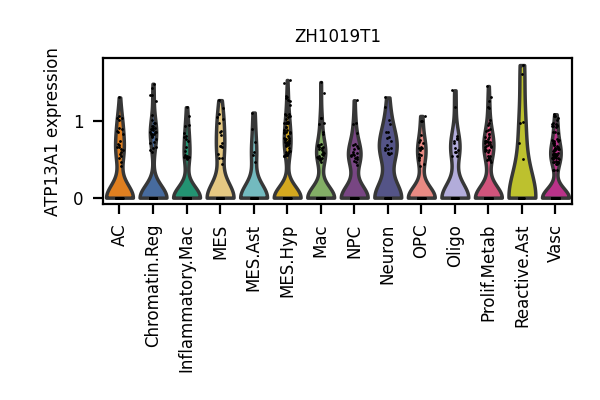 ZH1019T1
ATP13A1 expression
1
0
AC
Chromatin.Reg
Inflammatory.Mac
MES
MES.Ast
MES.Hyp
Mac
NPC
Neuron
OPC
Oligo
Prolif.Metab
Reactive.Ast
Vasc